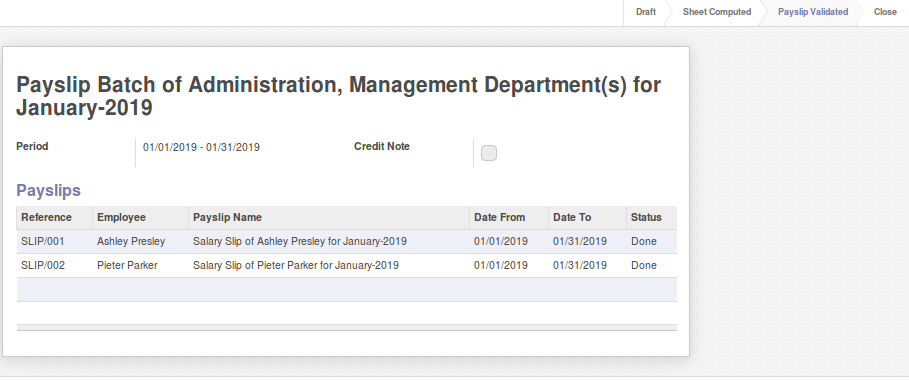 Draft Sheet Computed Payslip Validated Close
Payslip Batch of Administration, Management Department(s) for
January-2019
Period 01/01/2019 - 01/31/2019 Credit Note
Payslips
Reference Employee Payslip Name Date From Date To Status
SLIP/001 Ashley Presley Salary Slip of Ashley Presley for January-2019 01/01/2019 01/31/2019 Done
SLIP/002 Pieter Parker Salary Slip of Pieter Parker for January-2019 01/01/2019 01/31/2019 Done